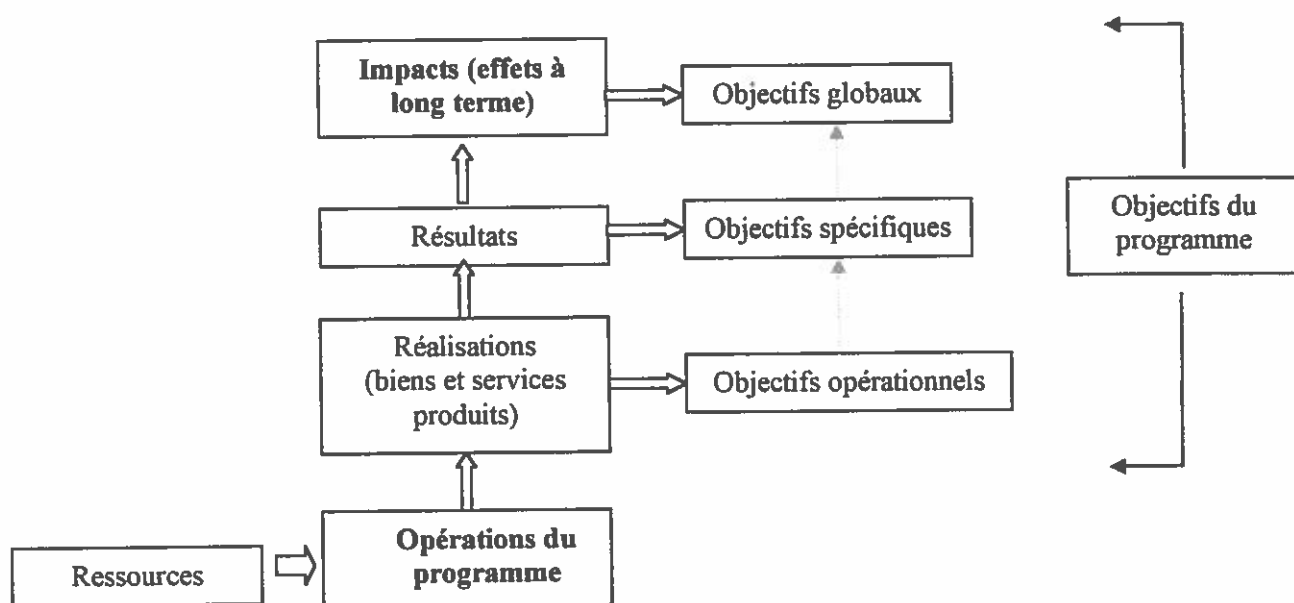 Impacts (effets à
long terme)
Objectifs globaux
Objectifs du
programme
Résultats
Objectifs spécifiques
Réalisations
(biens et services
produits)
Objectifs opérationnels
Opérations du
programme
Ressources